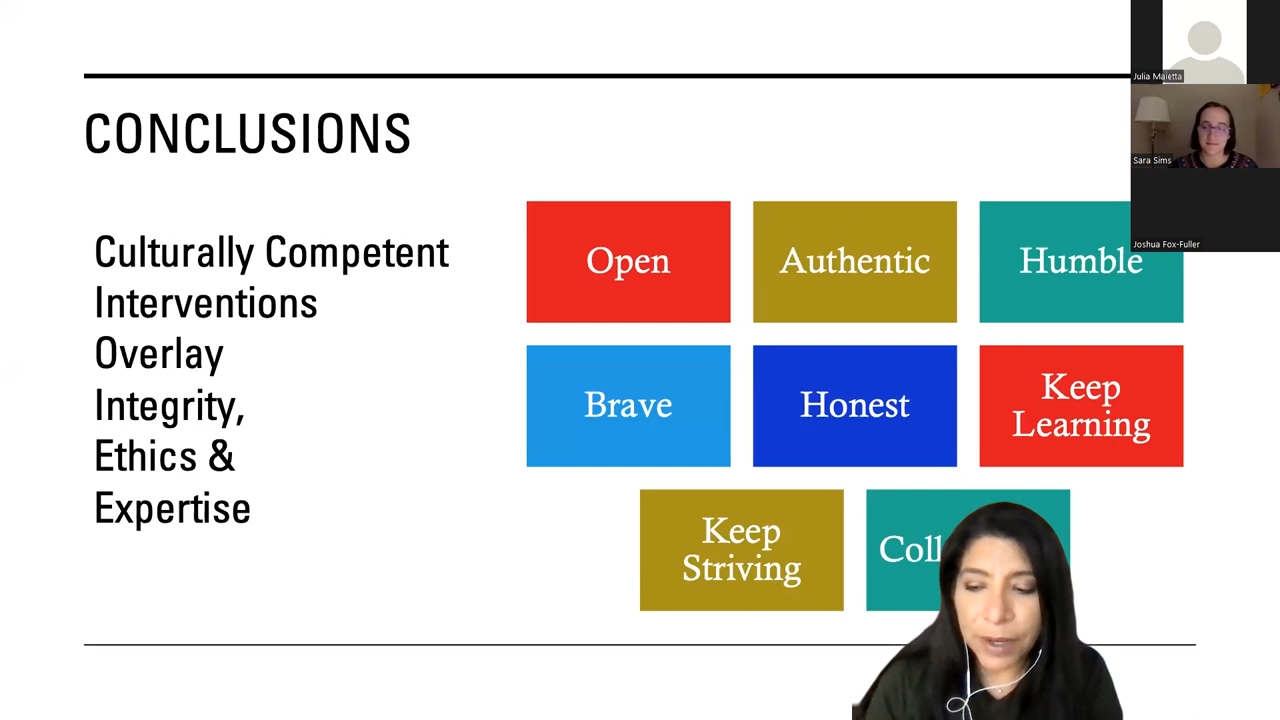 CONCLUSIONS
Culturally Competent
Interventions
Overlay
Integrity,
Ethics &
Expertise
Open
Authentic
Humble
Brave
Honest
Keep
Learning
Keep
Striving
Julia Maietta
Sara Sims
Joshua Fox-Fuller